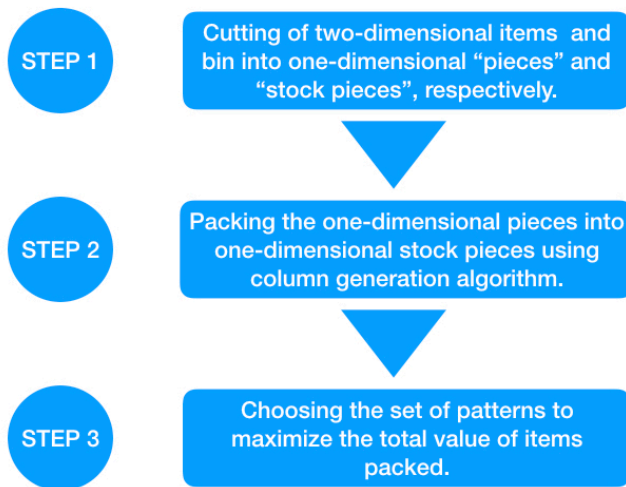 STEP 1
Cutting of two-dimensional items and
bin into one-dimensional “pieces” and
“stock pieces”, respectively.
STEP 2
Packing the one-dimensional pieces into
one-dimensional stock pieces using
column generation algorithm.
STEP 3
Choosing the set of patterns to
maximize the total value of items
packed.